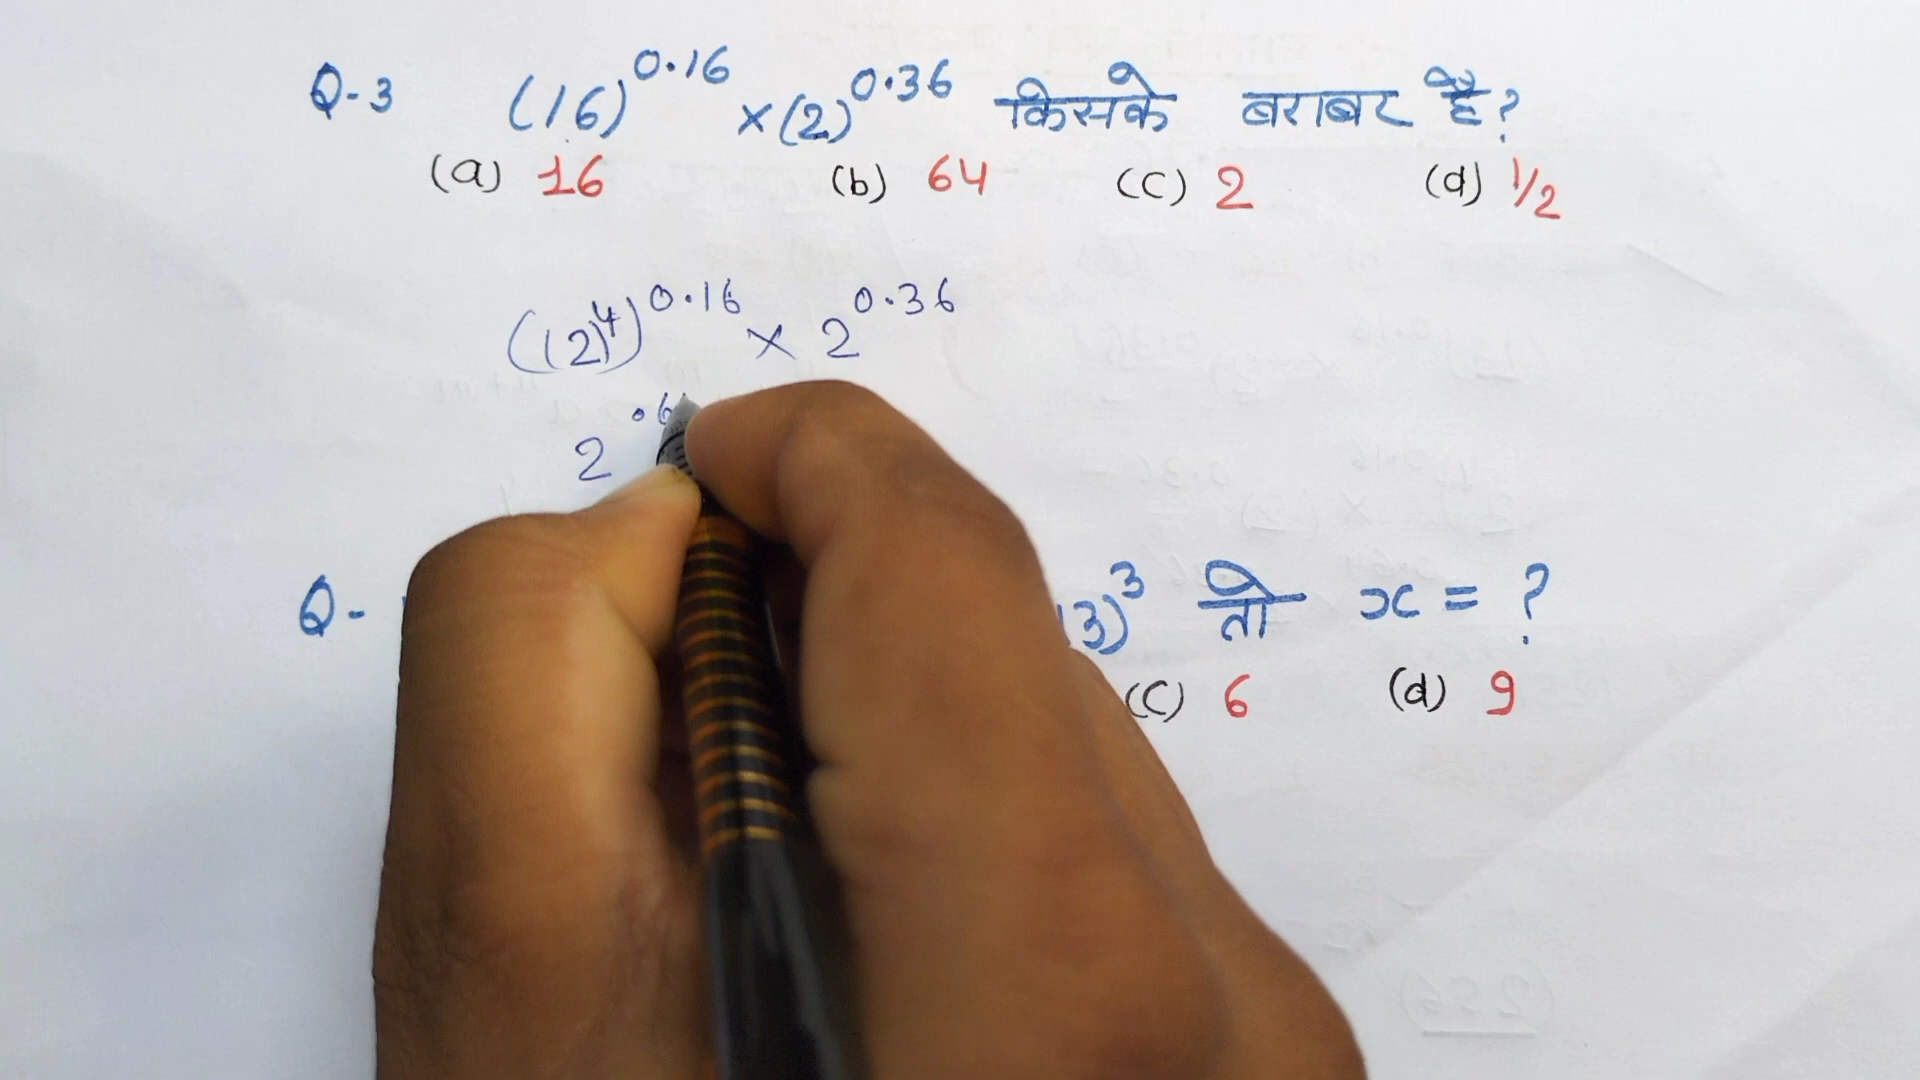 Q-3 (16)^0.16 ×(2)^0.36 किसके बराबर है?
(a) 16 (b) 64 (c) 2 (d) 1/2
((2)^4)^0.16 × 2^0.36
2^.6
Q- 3)^3 तो x = ?
(c) 6 (d) 9